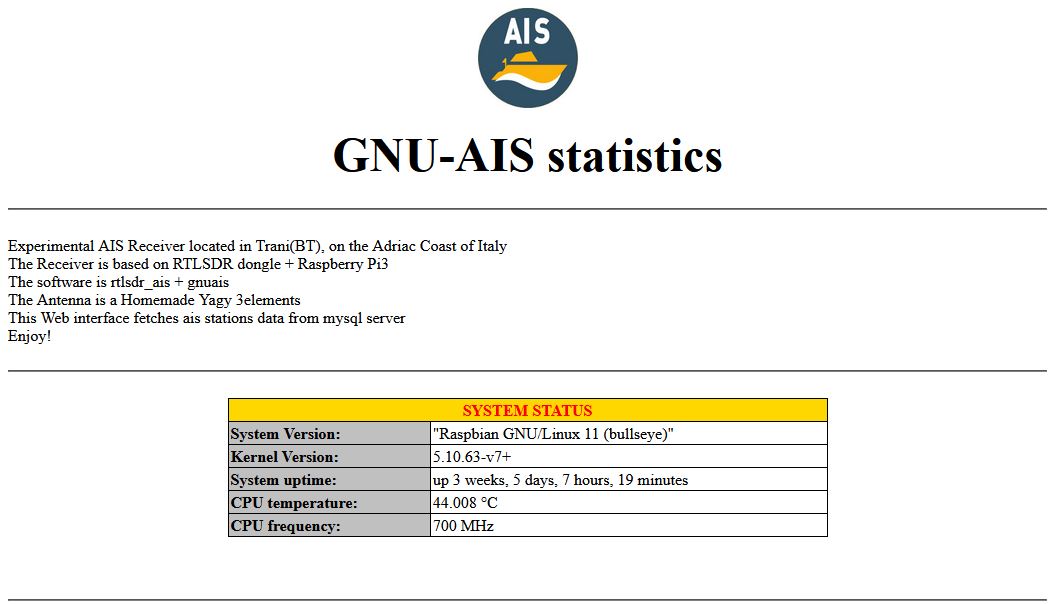 AIS
GNU-AIS statistics
Experimental AIS Receiver located in Trani(BT), on the Adriac Coast of Italy
The Receiver is based on RTLSDR dongle + Raspberry Pi3
The software is rtlsdr_ais + gnuais
The Antenna is a Homemade Yagy 3elements
This Web interface fetches ais stations data from mysql server
Enjoy!
SYSTEM STATUS
System Version: "Raspbian GNU/Linux 11 (bullseye)"
Kernel Version: 5.10.63-v7+
System uptime: up 3 weeks, 5 days, 7 hours, 19 minutes
CPU temperature: 44.008 °C
CPU frequency: 700 MHz